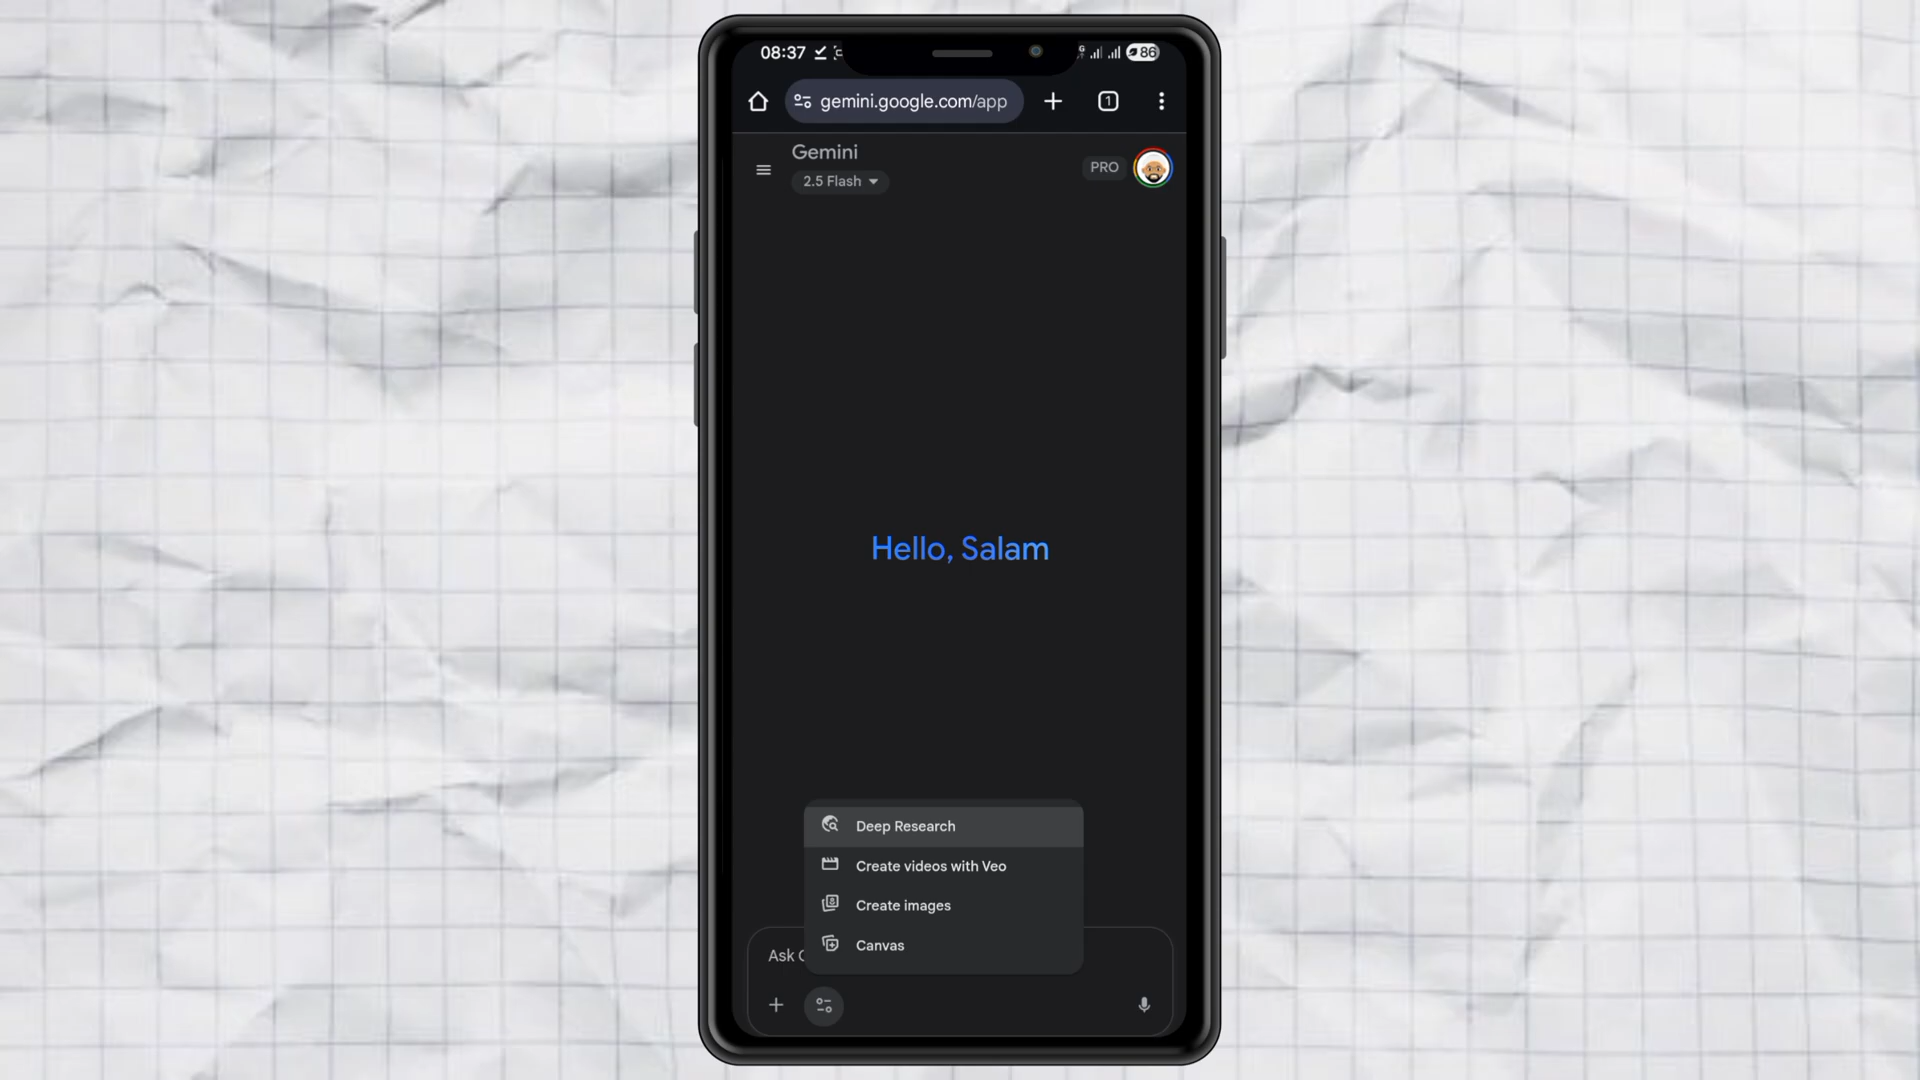 08:37
86
gemini.google.com/app
1
Gemini
PRO
2.5 Flash
Hello, Salam
Deep Research
Create videos with Veo
Create images
Canvas
Ask